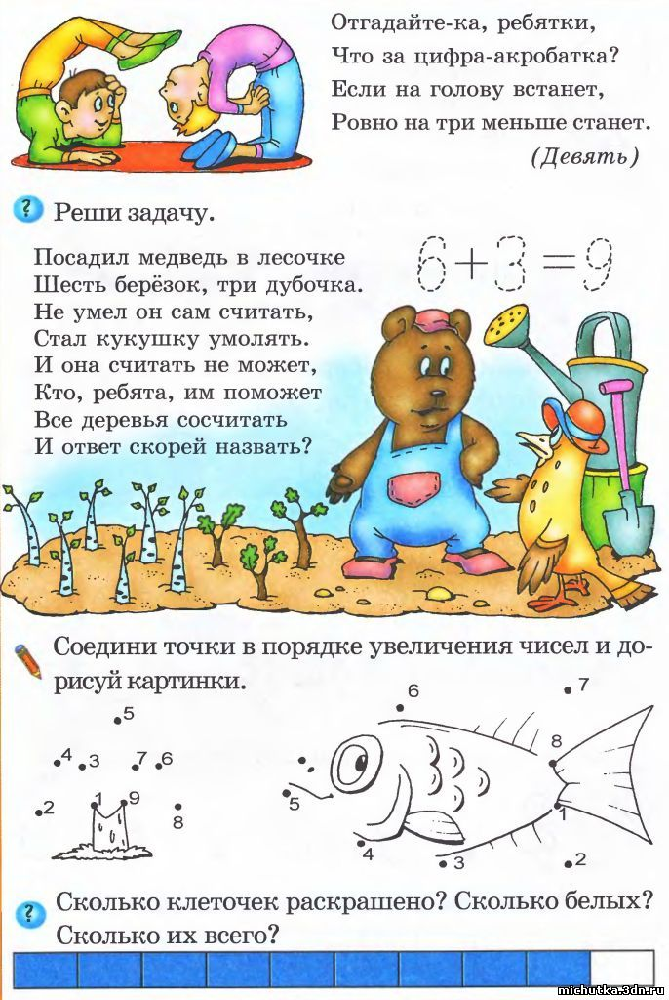 Отгадайте-ка, ребятки,
Что за цифра-акробатка?
Если на голову встанет,
Ровно на три меньше станет.
(Девять)
? Реши задачу.
6+3=9
Посадил медведь в лесочке
Шесть берёзок, три дубочка.
Не умел он сам считать,
Стал кукушку умолять.
И она считать не может,
Кто, ребята, им поможет
Все деревья сосчитать
И ответ скорей назвать?
Соедини точки в порядке увеличения чисел и до-
рисуй картинки.
5
4 3 7 6
2 1 9 8
6 7
8
5 1
4 3 2
? Сколько клеточек раскрашено? Сколько белых?
Сколько их всего?
michutka.3dn.ru